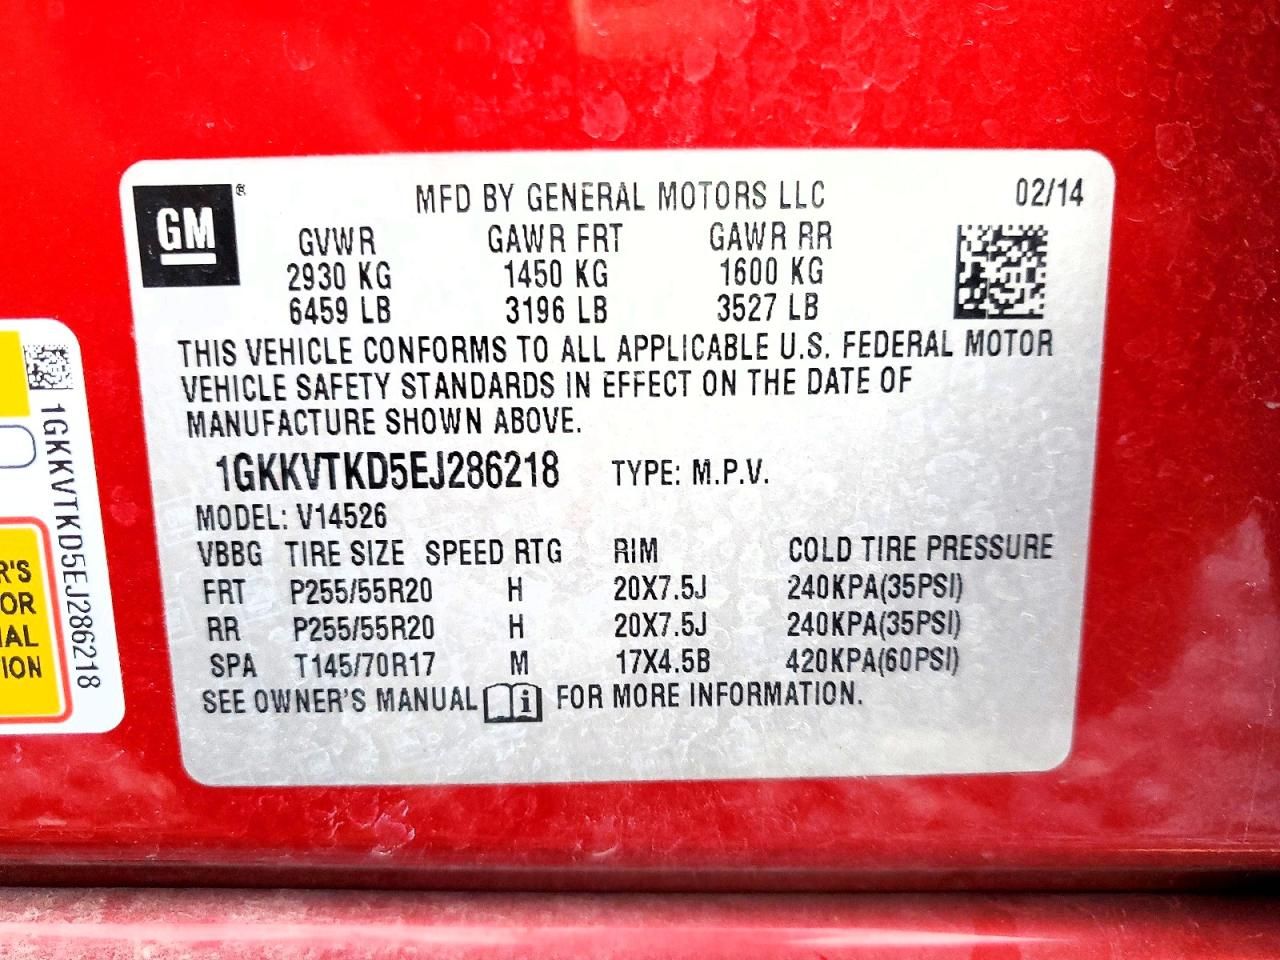 GM ® MFD BY GENERAL MOTORS LLC 02/14
GVWR GAWR FRT GAWR RR
2930 KG 1450 KG 1600 KG
6459 LB 3196 LB 3527 LB
THIS VEHICLE CONFORMS TO ALL APPLICABLE U.S. FEDERAL MOTOR
VEHICLE SAFETY STANDARDS IN EFFECT ON THE DATE OF
MANUFACTURE SHOWN ABOVE.
1GKKVTKD5EJ286218 TYPE: M.P.V.
MODEL: V14526
VBBG TIRE SIZE SPEED RTG RIM COLD TIRE PRESSURE
FRT P255/55R20 H 20X7.5J 240KPA(35PSI)
RR P255/55R20 H 20X7.5J 240KPA(35PSI)
SPA T145/70R17 M 17X4.5B 420KPA(60PSI)
SEE OWNER'S MANUAL i FOR MORE INFORMATION.
1GKKVTKD5EJ286218
R'S
OR
IAL
ION